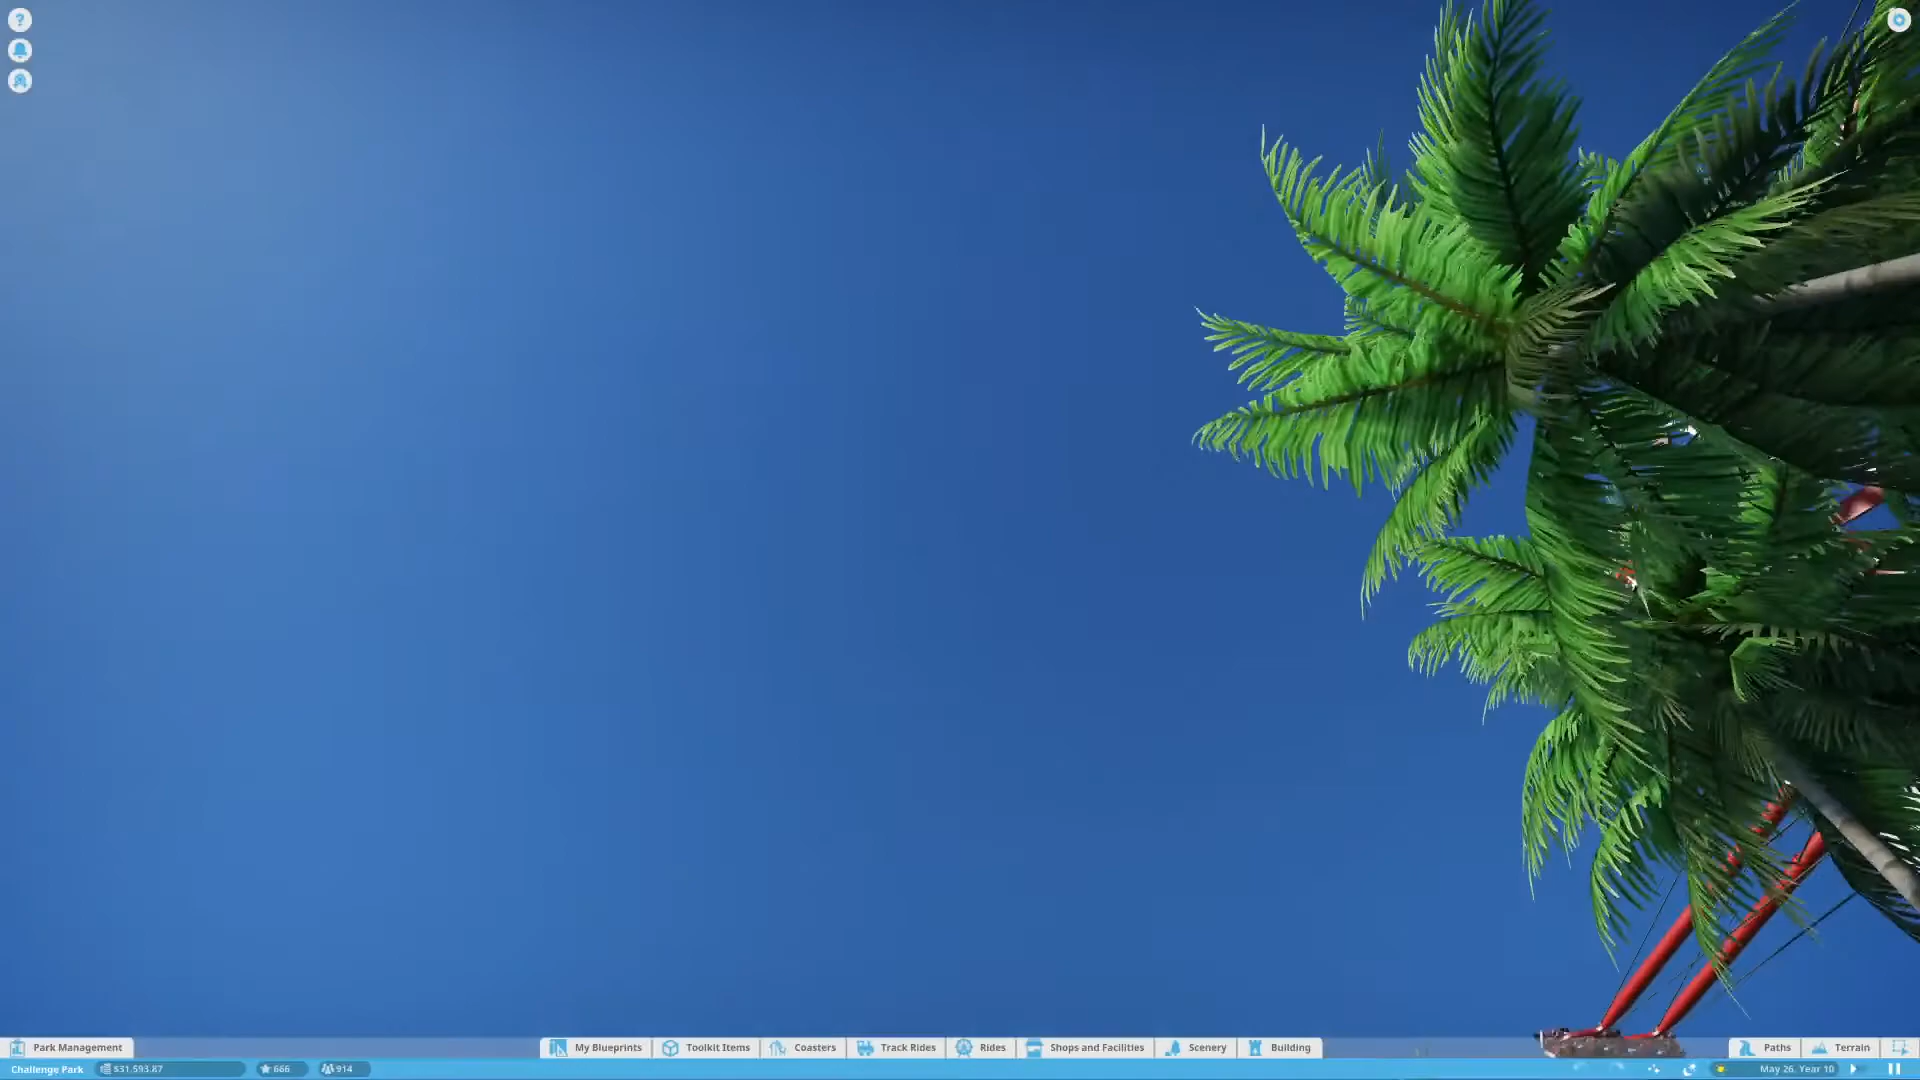 ?
Park Management
My Blueprints
Toolkit Items
Coasters
Track Rides
Rides
Shops and Facilities
Scenery
Building
Paths
Terrain
Challenge Park
$31,593.87
666
914
May 26, Year 10